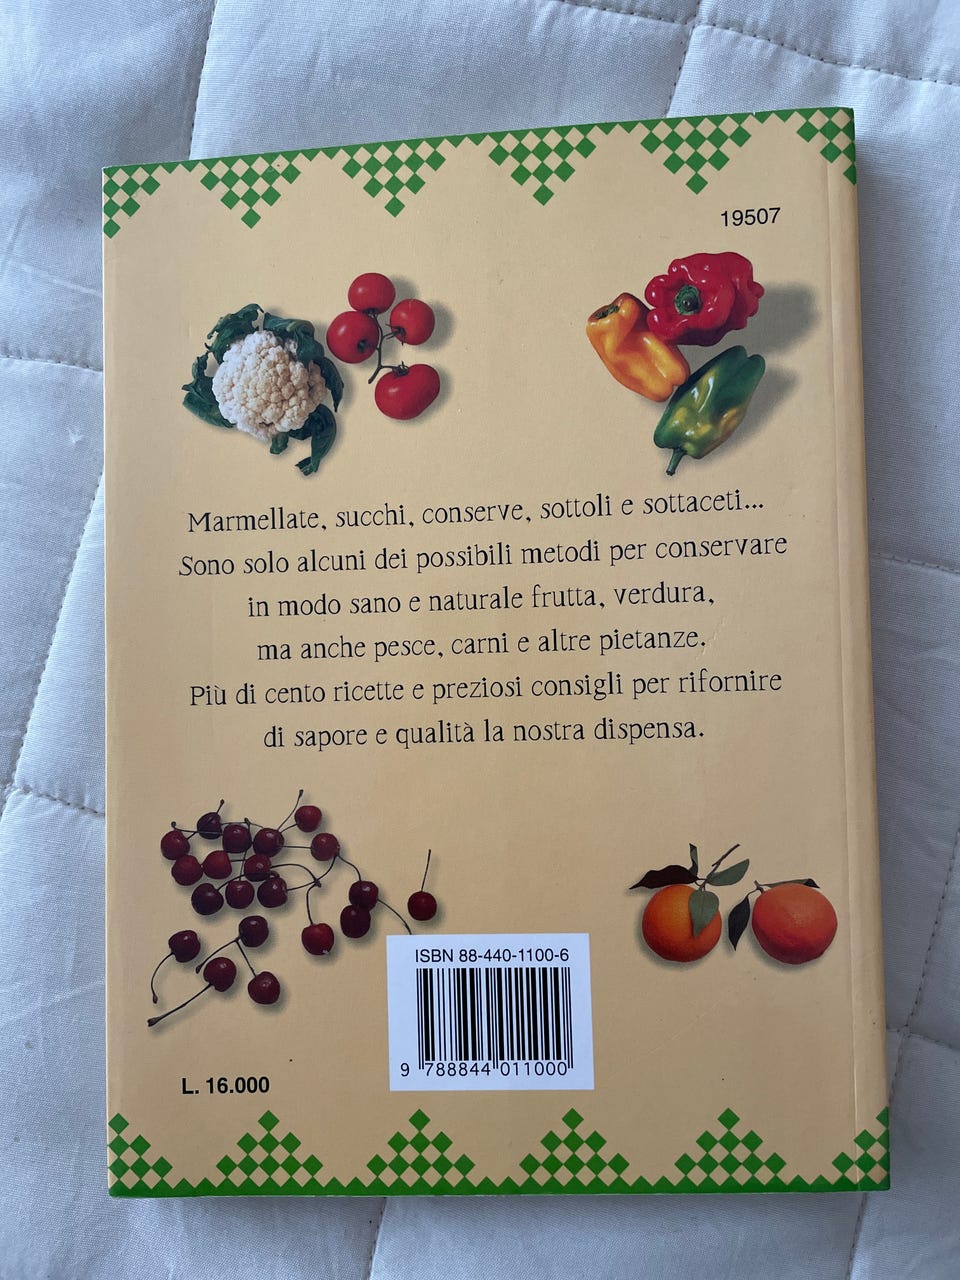 19507
Marmellate, succhi, conserve, sottoli e sottaceti...
Sono solo alcuni dei possibili metodi per conservare
in modo sano e naturale frutta, verdura,
ma anche pesce, carni e altre pietanze.
Più di cento ricette e preziosi consigli per rifornire
di sapore e qualità la nostra dispensa.
ISBN 88-440-1100-6
9 788844 011000
L. 16.000